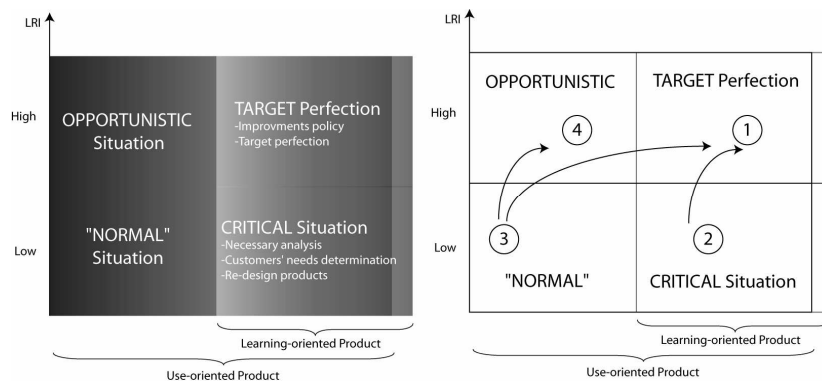 LRI
High
Low
OPPORTUNISTIC
Situation
TARGET Perfection
-Improvments policy
-Target perfection
"NORMAL"
Situation
CRITICAL Situation
-Necessary analysis
-Customers' needs determination
-Re-design products
Learning-oriented Product
Use-oriented Product
LRI
High
Low
OPPORTUNISTIC
TARGET Perfection
4
1
3
2
"NORMAL"
CRITICAL Situation
Learning-oriented Product
Use-oriented Product